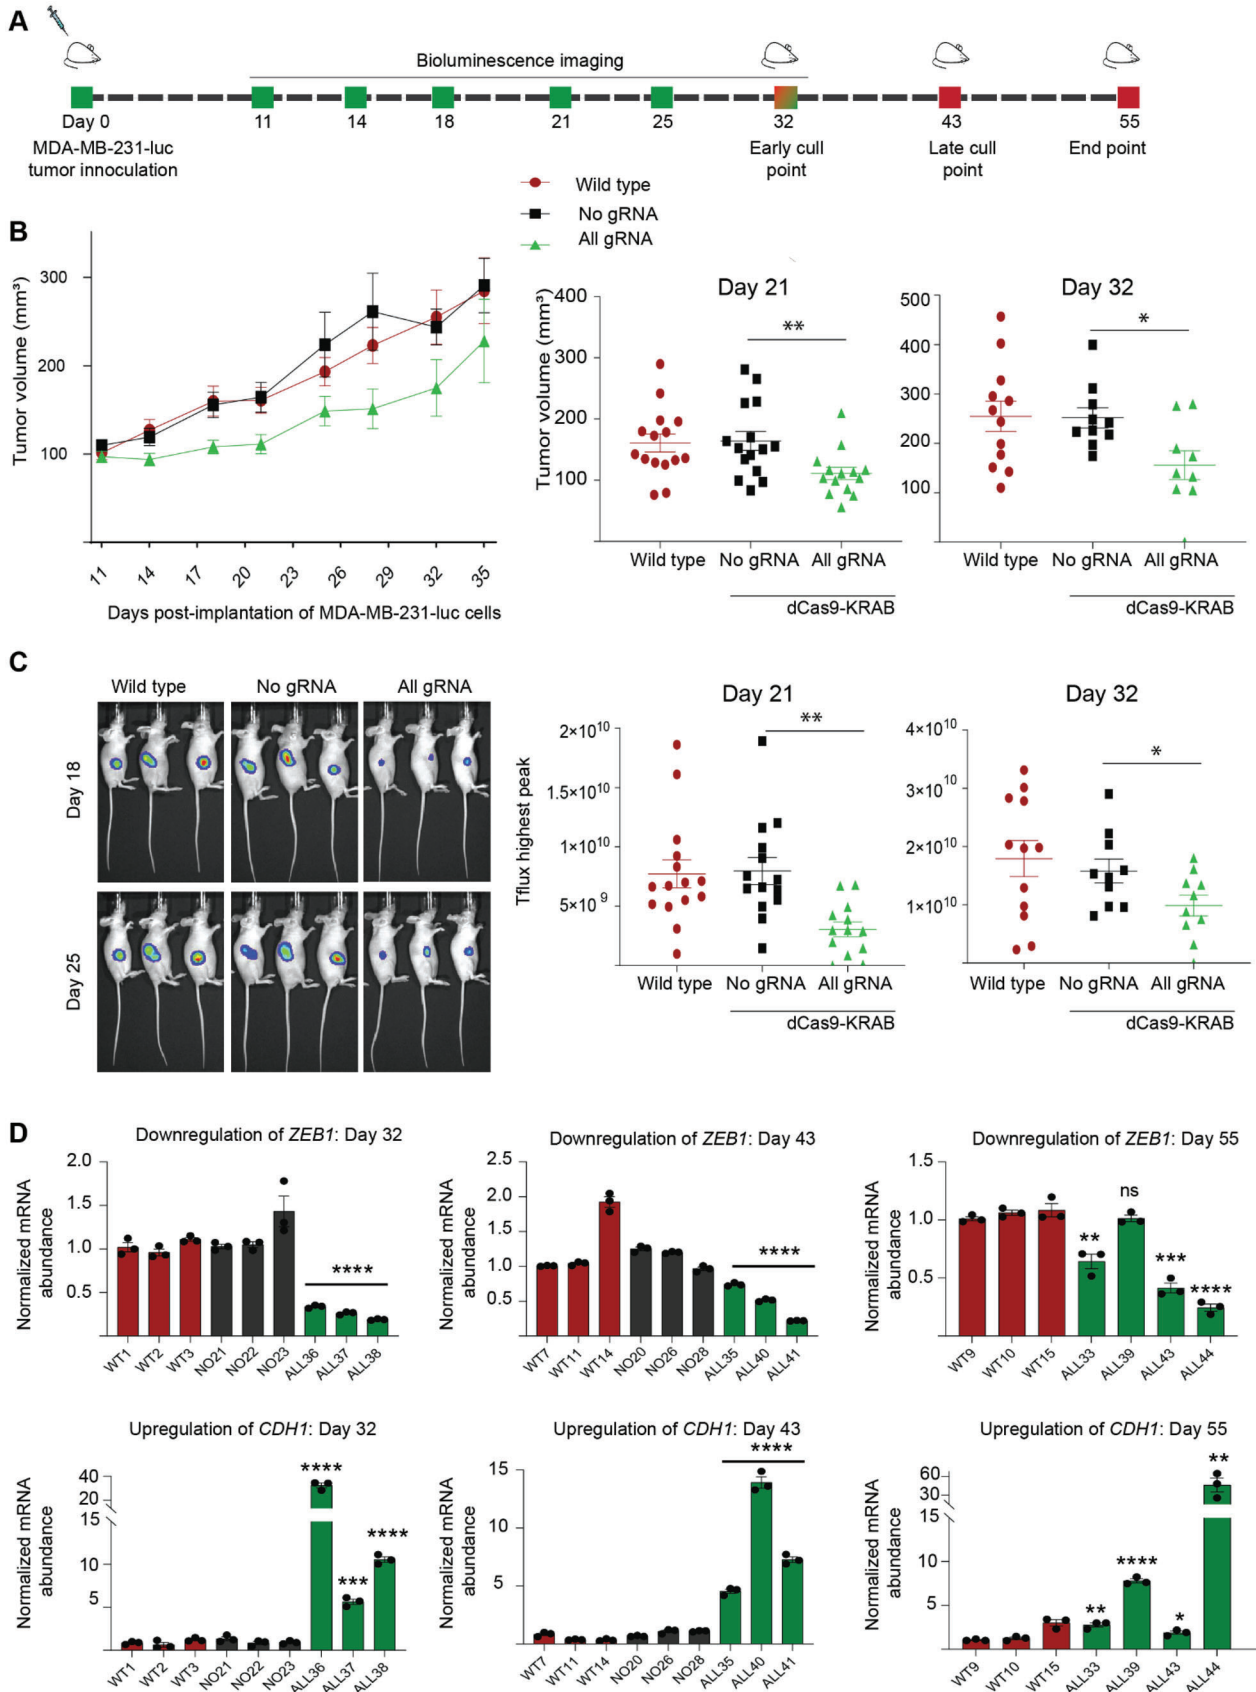 A
Bioluminescence imaging
Day 0
11
14
18
21
25
32
43
55
MDA-MB-231-luc
tumor innoculation
Early cull
point
Late cull
point
End point
Wild type
No gRNA
All gRNA
B
Tumor volume (mm³)
300
200
100
11
14
17
20
23
26
29
32
35
Days post-implantation of MDA-MB-231-luc cells
Day 21
Tumor volume (mm³)
400
300
200
100
**
Wild type
No gRNA
All gRNA
dCas9-KRAB
Day 32
500
400
300
200
100
*
Wild type
No gRNA
All gRNA
dCas9-KRAB
C
Wild type
No gRNA
All gRNA
Day 18
Day 25
Day 21
Tflux highest peak
2×10¹⁰
1.5×10¹⁰
1×10¹⁰
5×10⁹
**
Wild type
No gRNA
All gRNA
dCas9-KRAB
Day 32
4×10¹⁰
3×10¹⁰
2×10¹⁰
1×10¹⁰
*
Wild type
No gRNA
All gRNA
dCas9-KRAB
D
Downregulation of ZEB1: Day 32
Normalized mRNA
abundance
2.0
1.5
1.0
0.5
****
WT1
WT2
WT3
NO21
NO22
NO23
ALL36
ALL37
ALL38
Downregulation of ZEB1: Day 43
Normalized mRNA
abundance
2.5
2.0
1.5
1.0
0.5
****
WT7
WT11
WT14
NO20
NO26
NO28
ALL35
ALL40
ALL41
Downregulation of ZEB1: Day 55
Normalized mRNA
abundance
1.5
1.0
0.5
**
ns
***
****
WT9
WT10
WT15
ALL33
ALL39
ALL43
ALL44
Upregulation of CDH1: Day 32
Normalized mRNA
abundance
40
20
15
10
5
****
***
****
WT1
WT2
WT3
NO21
NO22
NO23
ALL36
ALL37
ALL38
Upregulation of CDH1: Day 43
Normalized mRNA
abundance
15
10
5
****
WT7
WT11
WT14
NO20
NO26
NO28
ALL35
ALL40
ALL41
Upregulation of CDH1: Day 55
Normalized mRNA
abundance
60
30
15
10
5
**
****
*
**
WT9
WT10
WT15
ALL33
ALL39
ALL43
ALL44